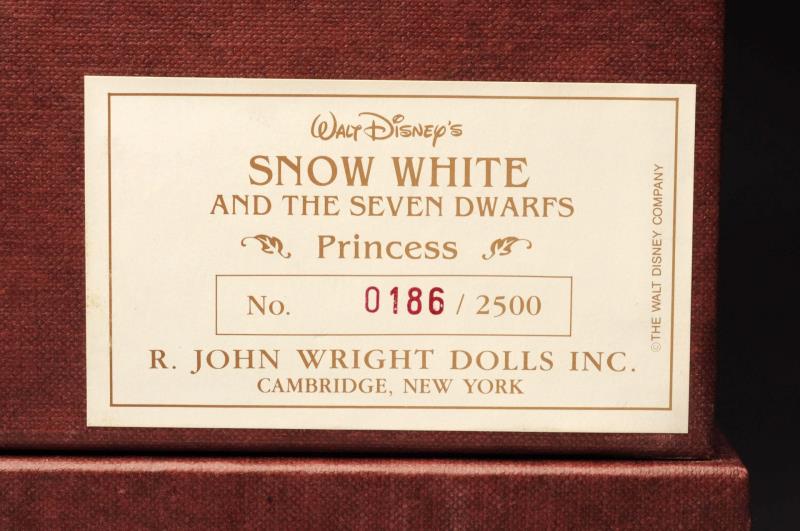 WALT DISNEY'S
SNOW WHITE
AND THE SEVEN DWARFS
Princess
No. 0186 / 2500
R. JOHN WRIGHT DOLLS INC.
CAMBRIDGE, NEW YORK
©THE WALT DISNEY COMPANY